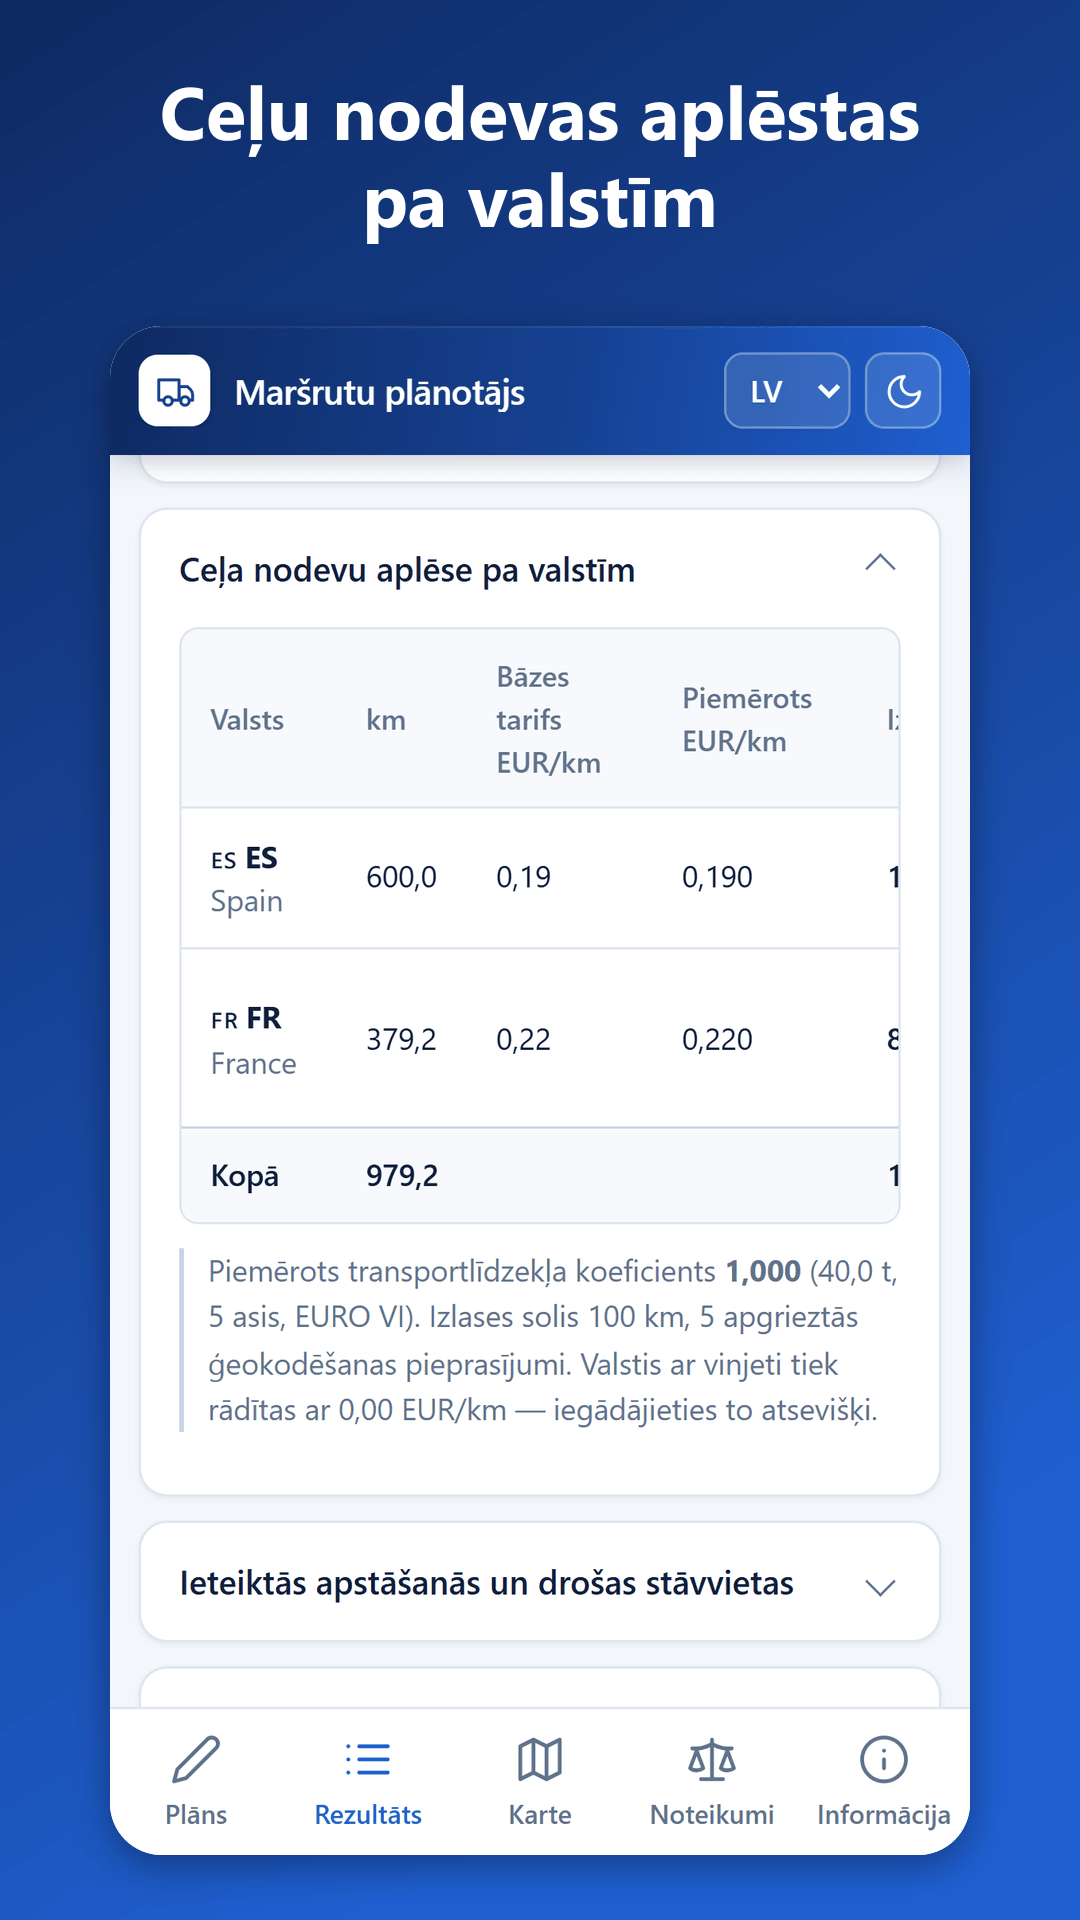 Ceļu nodevas aplēstas
pa valstīm
Maršrutu plānotājs
LV
Ceļa nodevu aplēse pa valstīm
Valsts km Bāzes tarifs EUR/km Piemērots EUR/km
ES ES Spain 600,0 0,19 0,190
FR FR France 379,2 0,22 0,220
Kopā 979,2
Piemērots transportlīdzekļa koeficients 1,000 (40,0 t,
5 asis, EURO VI). Izlases solis 100 km, 5 apgrieztās
ģeokodēšanas pieprasījumi. Valstis ar vinjeti tiek
rādītas ar 0,00 EUR/km — iegādājieties to atsevišķi.
Ieteiktās apstāšanās un drošas stāvvietas
Plāns Rezultāts Karte Noteikumi Informācija